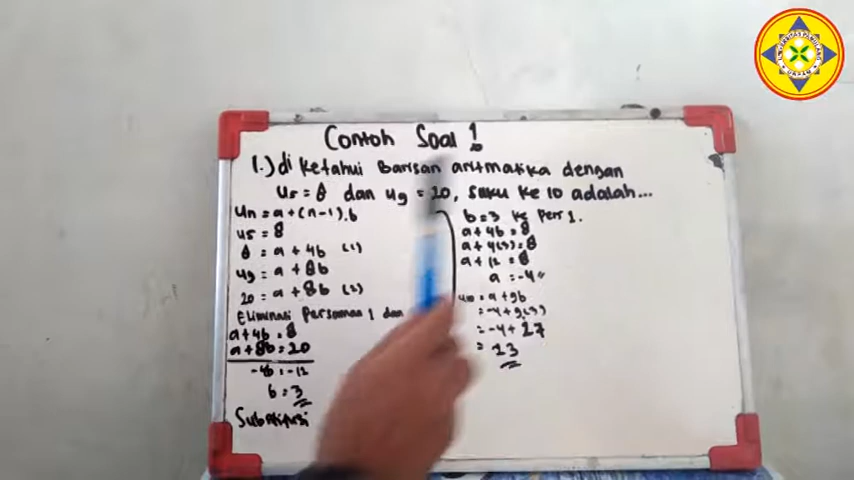 Contoh Soal !
1.) di ketahui Barisan aritmatika dengan
U5 = 8 dan U9 = 20, suku ke 10 adalah...
Un = a + (n-1).b
U5 = 8
8 = a + 4b (1)
U9 = a + 8b
20 = a + 8b (2)
Eliminasi Persamaan 1 dan
a + 4b = 8
a + 8b = 20
-4b = -12
b = 3
Substitusi
b = 3 ke Pers 1.
a + 4b = 8
a + 4(3) = 8
a + 12 = 8
a = -4
U10 = a + 9b
= -4 + 9(3)
= -4 + 27
= 23